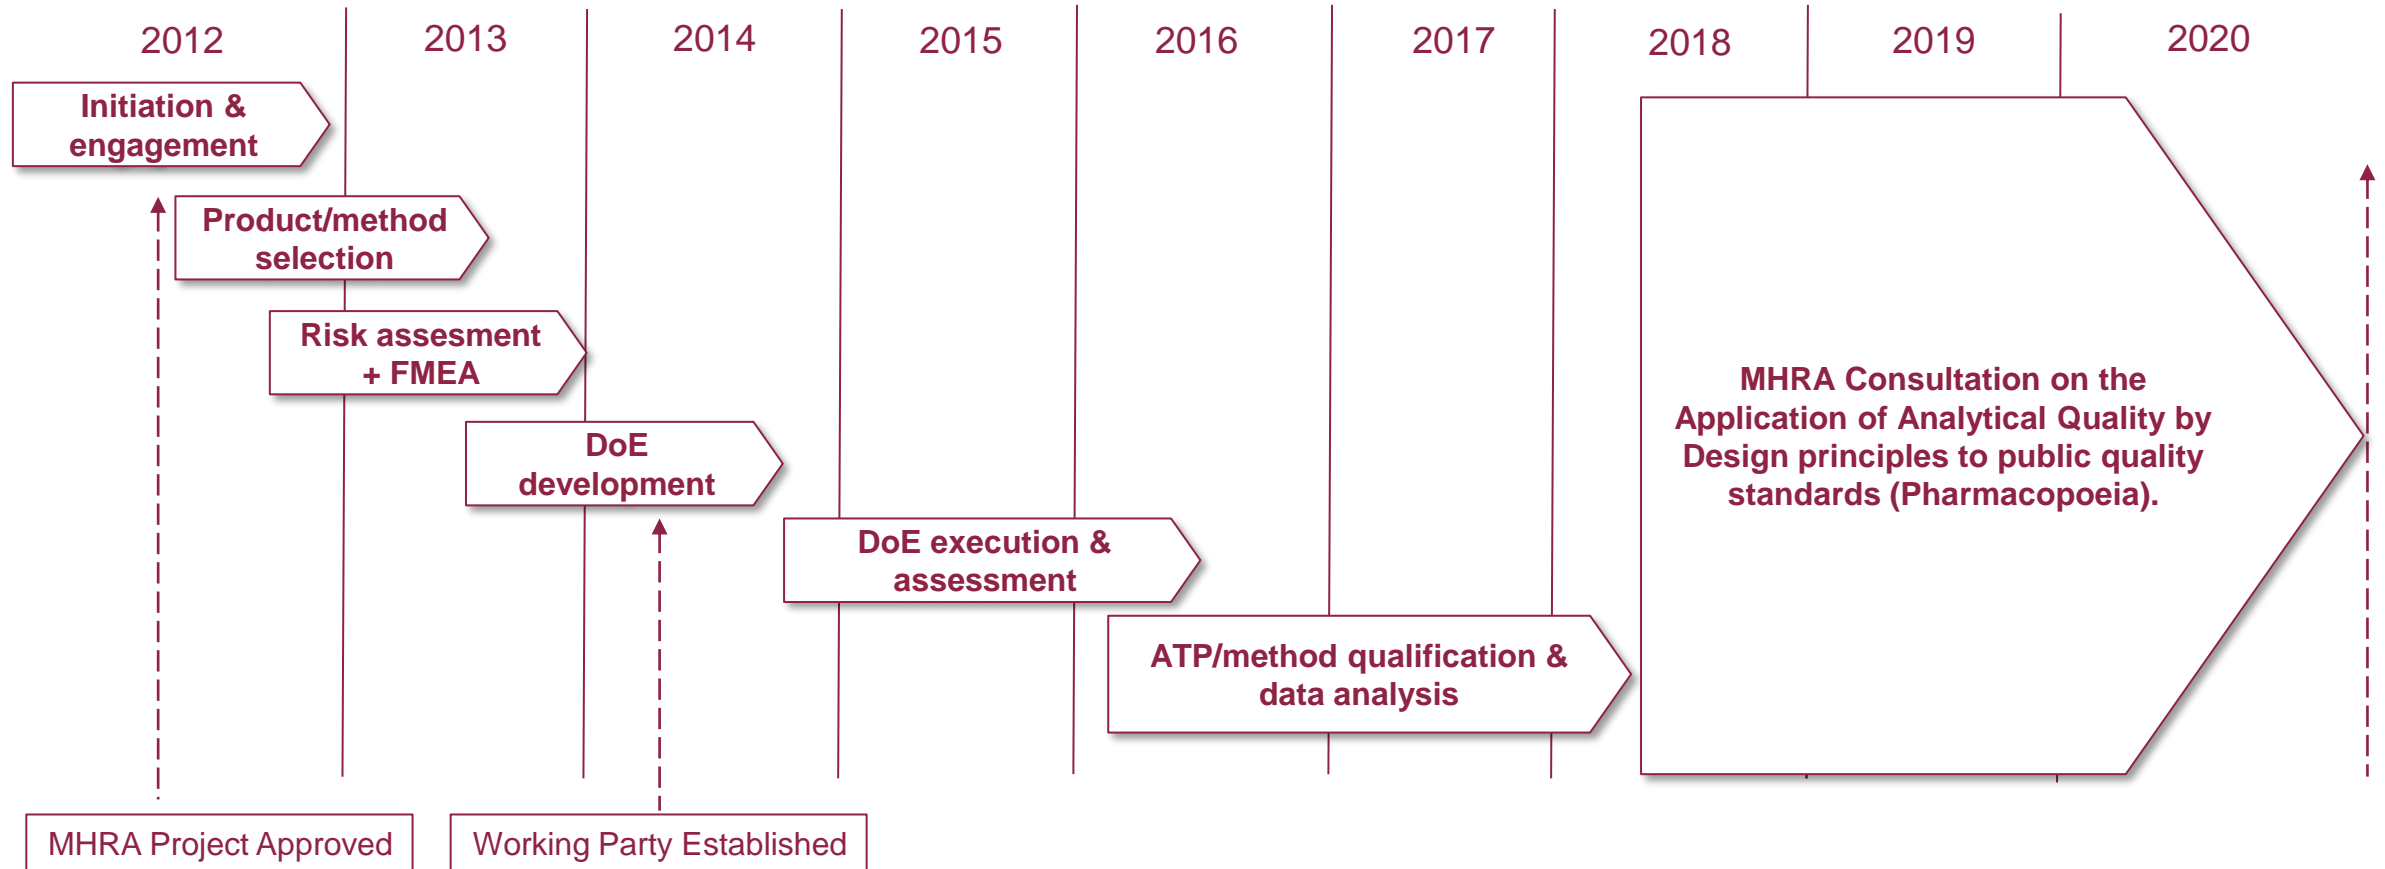 2012
2013
2014
2015
2016
2017
2018
2019
2020
Initiation &
engagement
Product/method
selection
Risk assesment
+ FMEA
DoE
development
DoE execution &
assessment
ATP/method qualification &
data analysis
MHRA Consultation on the
Application of Analytical Quality by
Design principles to public quality
standards (Pharmacopoeia).
MHRA Project Approved
Working Party Established